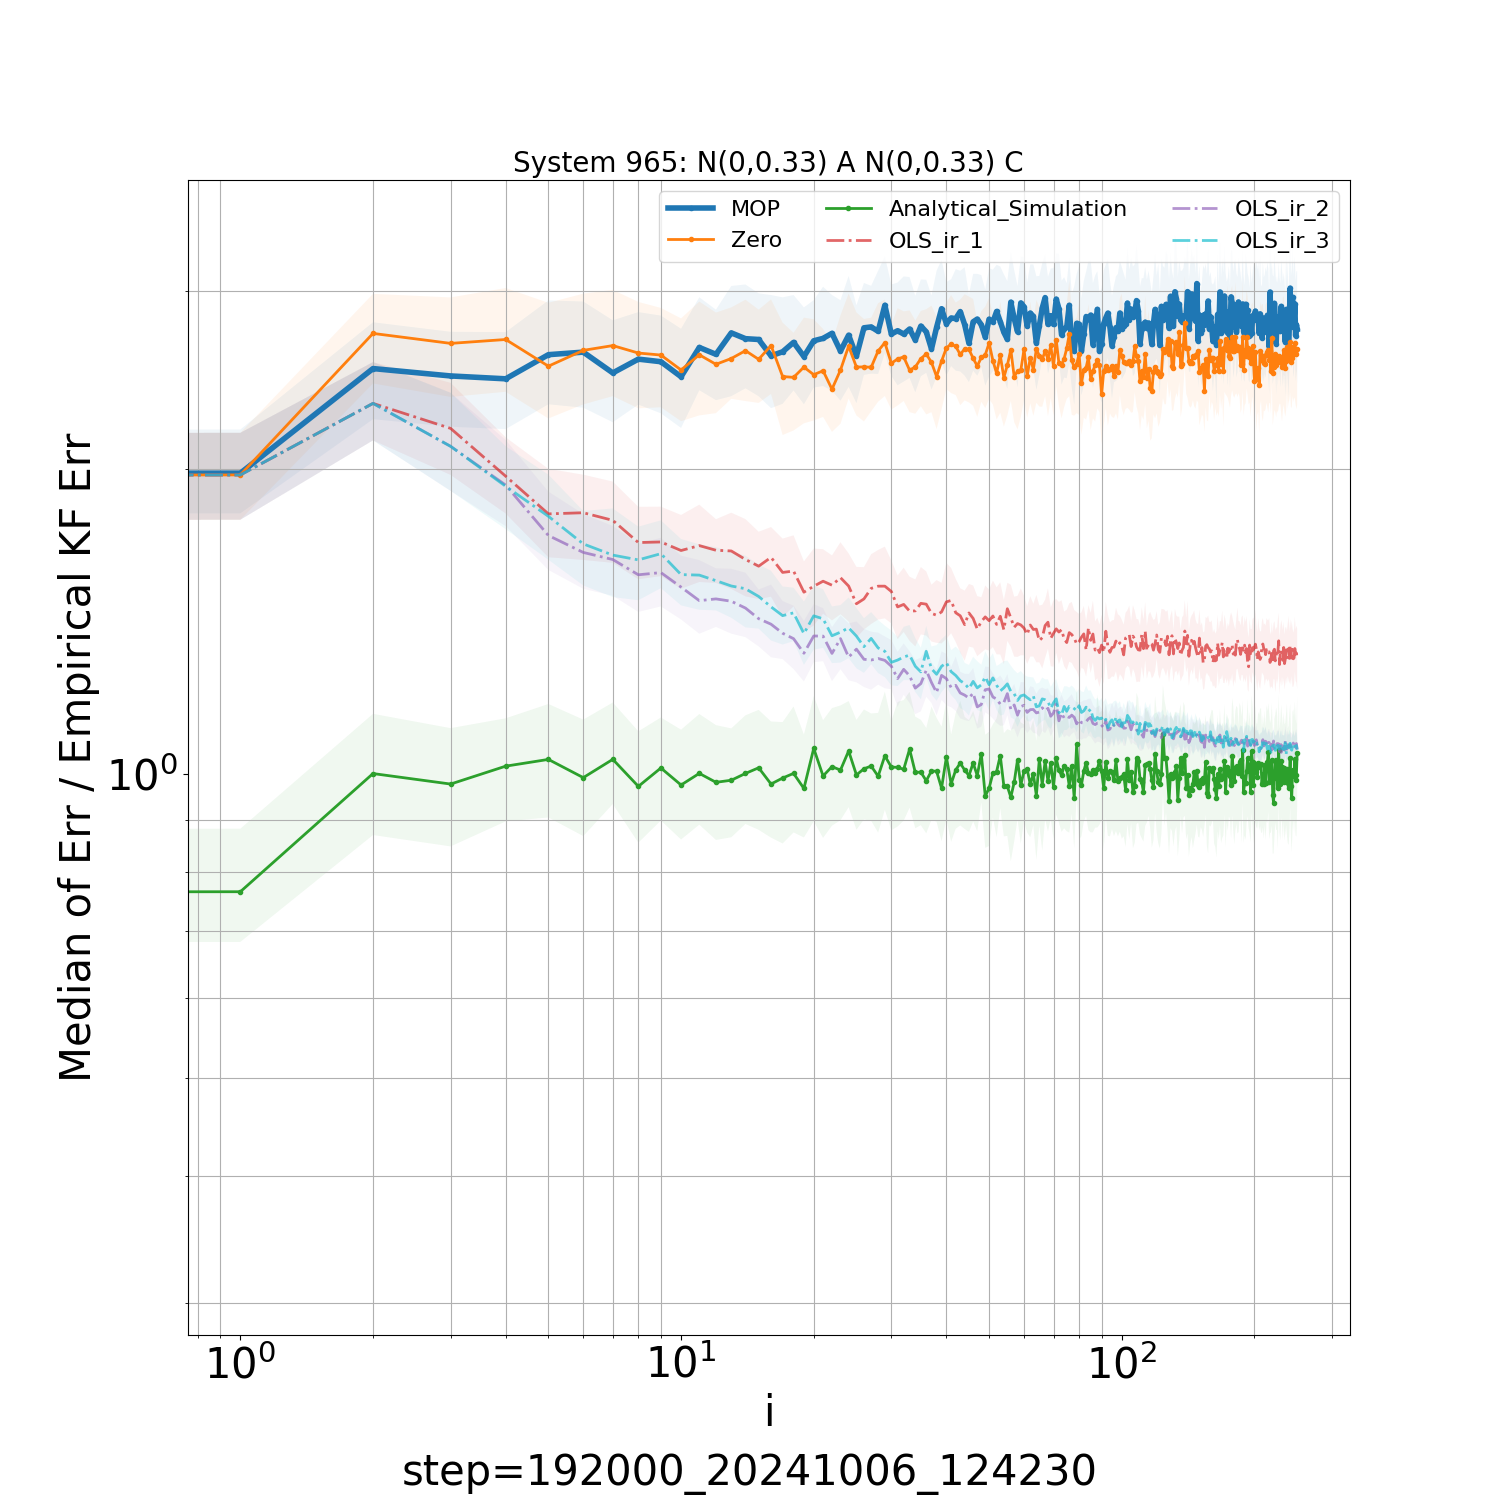 System 965: N(0,0.33) A N(0,0.33) C
MOP
Zero
Analytical_Simulation
OLS_ir_1
OLS_ir_2
OLS_ir_3
Median of Err / Empirical KF Err
10⁰
10⁰ 10¹ 10²
i
step=192000_20241006_124230